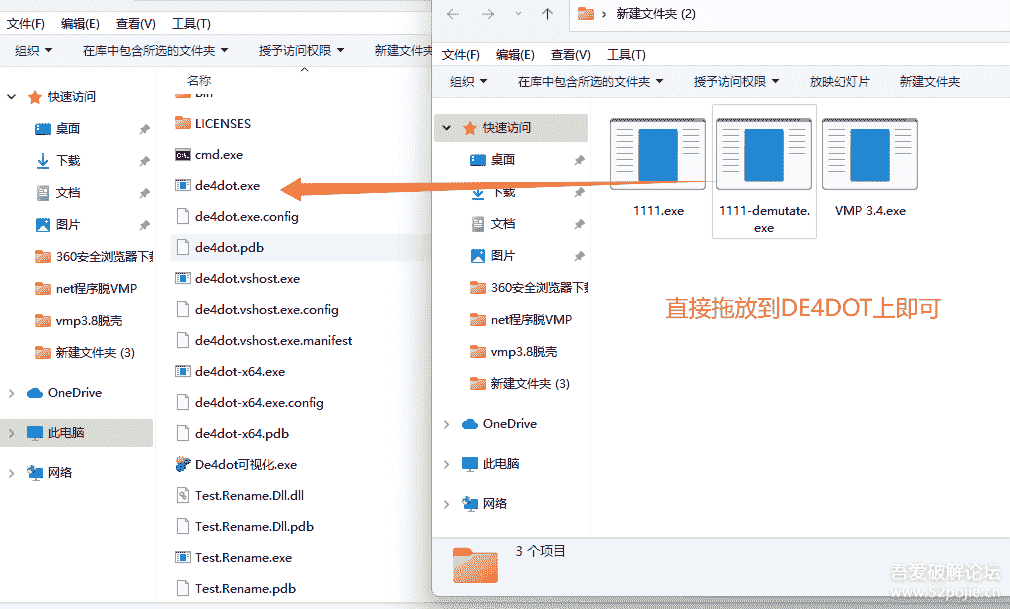 文件(F) 编辑(E) 查看(V) 工具(T)
组织 在库中包含所选的文件夹 授予访问权限 新建文件夹
名称
快速访问
桌面
下载
文档
图片
360安全浏览器下载
net程序脱VMP
vmp3.8脱壳
新建文件夹 (3)
OneDrive
此电脑
网络
Bin
LICENSES
cmd.exe
de4dot.exe
de4dot.exe.config
de4dot.pdb
de4dot.vshost.exe
de4dot.vshost.exe.config
de4dot.vshost.exe.manifest
de4dot-x64.exe
de4dot-x64.exe.config
de4dot-x64.pdb
De4dot可视化.exe
Test.Rename.Dll.dll
Test.Rename.Dll.pdb
Test.Rename.exe
Test.Rename.pdb
新建文件夹 (2)
文件(F) 编辑(E) 查看(V) 工具(T)
组织 在库中包含所选的文件夹 授予访问权限 放映幻灯片 新建文件夹
快速访问
桌面
下载
文档
图片
360安全浏览器下载
net程序脱VMP
vmp3.8脱壳
新建文件夹 (3)
OneDrive
此电脑
网络
1111.exe
1111-demutate.
exe
VMP 3.4.exe
直接拖放到DE4DOT上即可
3 个项目
吾爱破解论坛
www.52pojie.cn